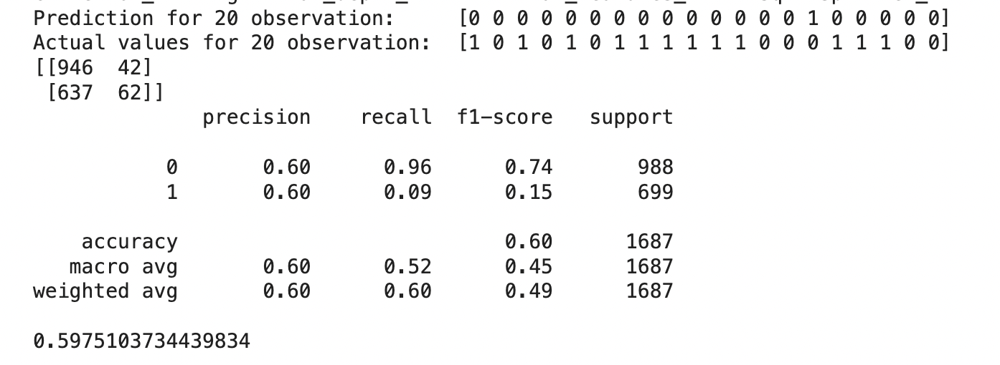 Prediction for 20 observation: [0 0 0 0 0 0 0 0 0 0 0 0 0 0 1 0 0 0 0 0]
Actual values for 20 observation: [1 0 1 0 1 0 1 1 1 1 1 1 0 0 0 1 1 1 0 0]
[[946 42]
[637 62]]
precision recall f1-score support
0 0.60 0.96 0.74 988
1 0.60 0.09 0.15 699
accuracy 0.60 1687
macro avg 0.60 0.52 0.45 1687
weighted avg 0.60 0.60 0.49 1687
0.5975103734439834